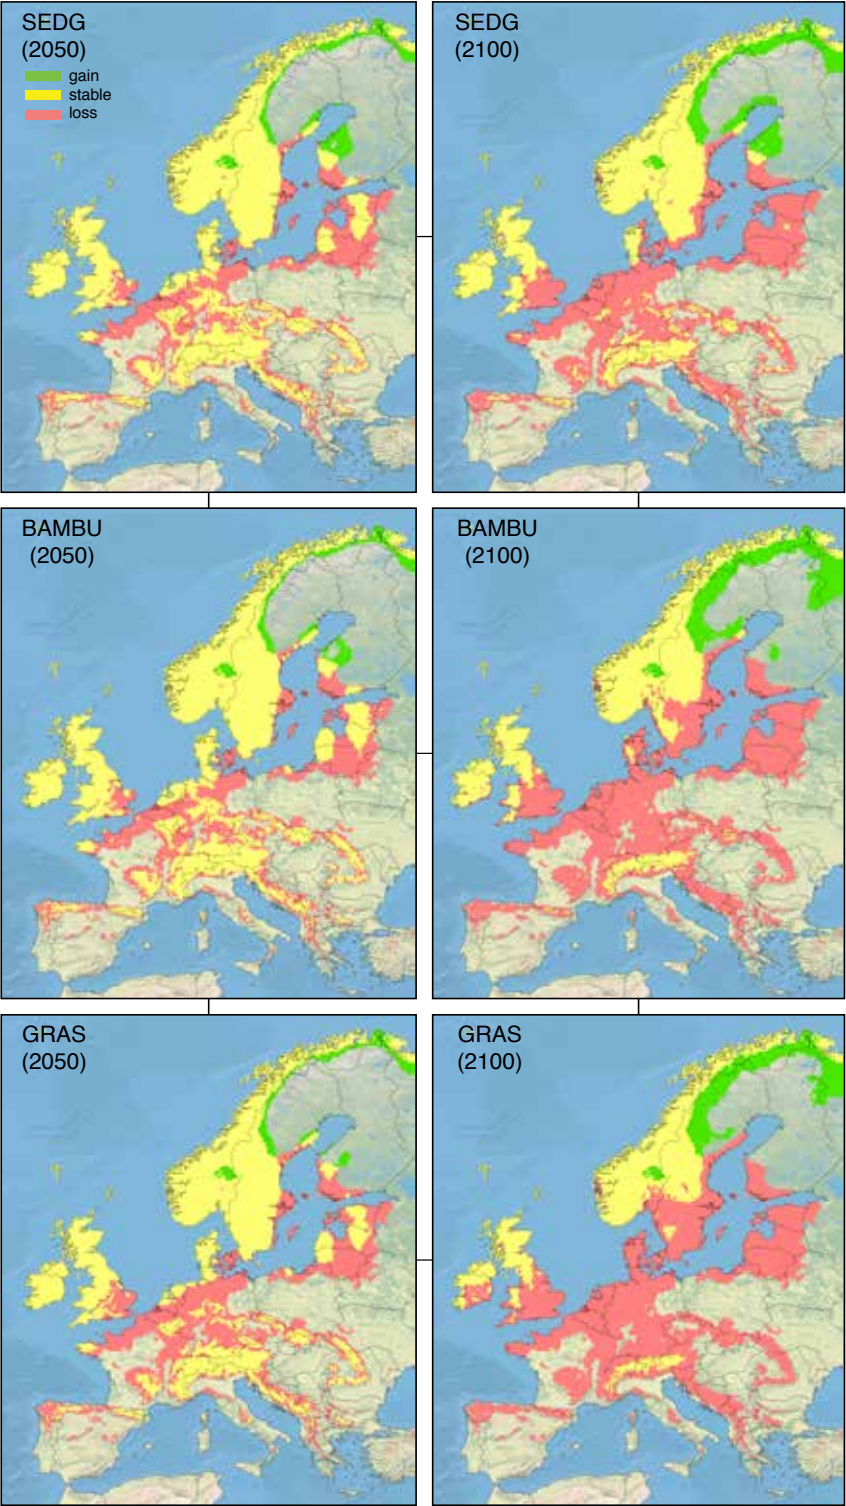 SEDG
(2050)
gain
stable
loss
SEDG
(2100)
BAMBU
(2050)
BAMBU
(2100)
GRAS
(2050)
GRAS
(2100)